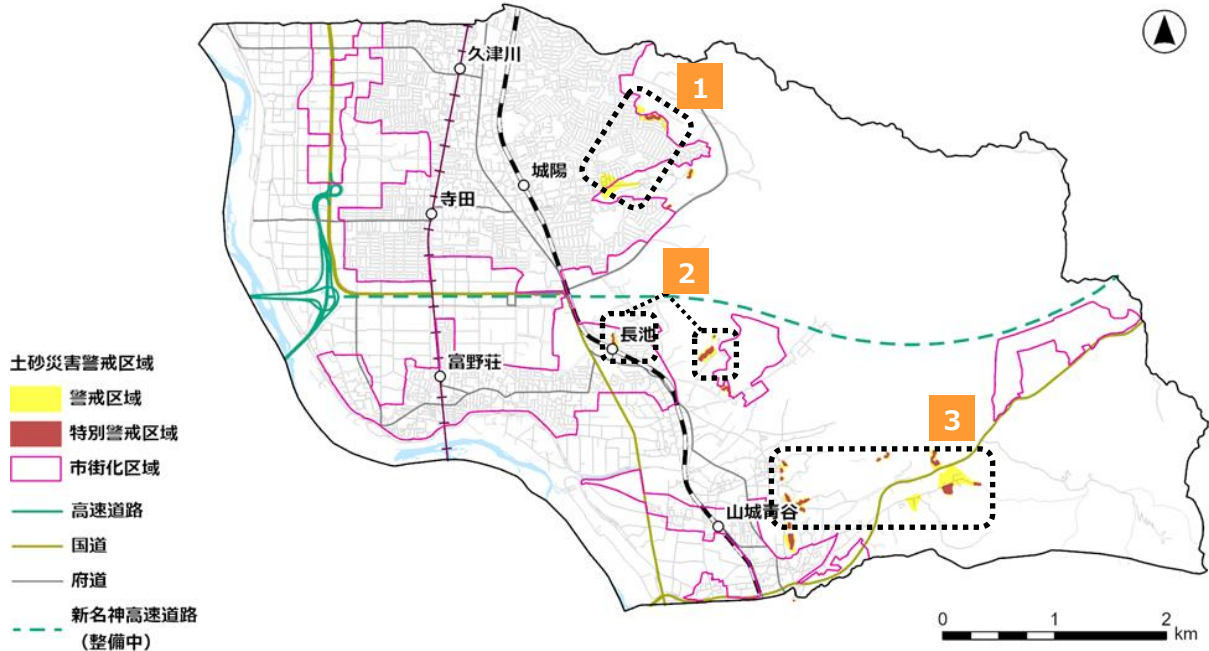 久津川
1
城陽
寺田
2
長池
富野荘
3
山城青谷
土砂災害警戒区域
警戒区域
特別警戒区域
市街化区域
高速道路
国道
府道
新名神高速道路
（整備中）
0 1 2
km